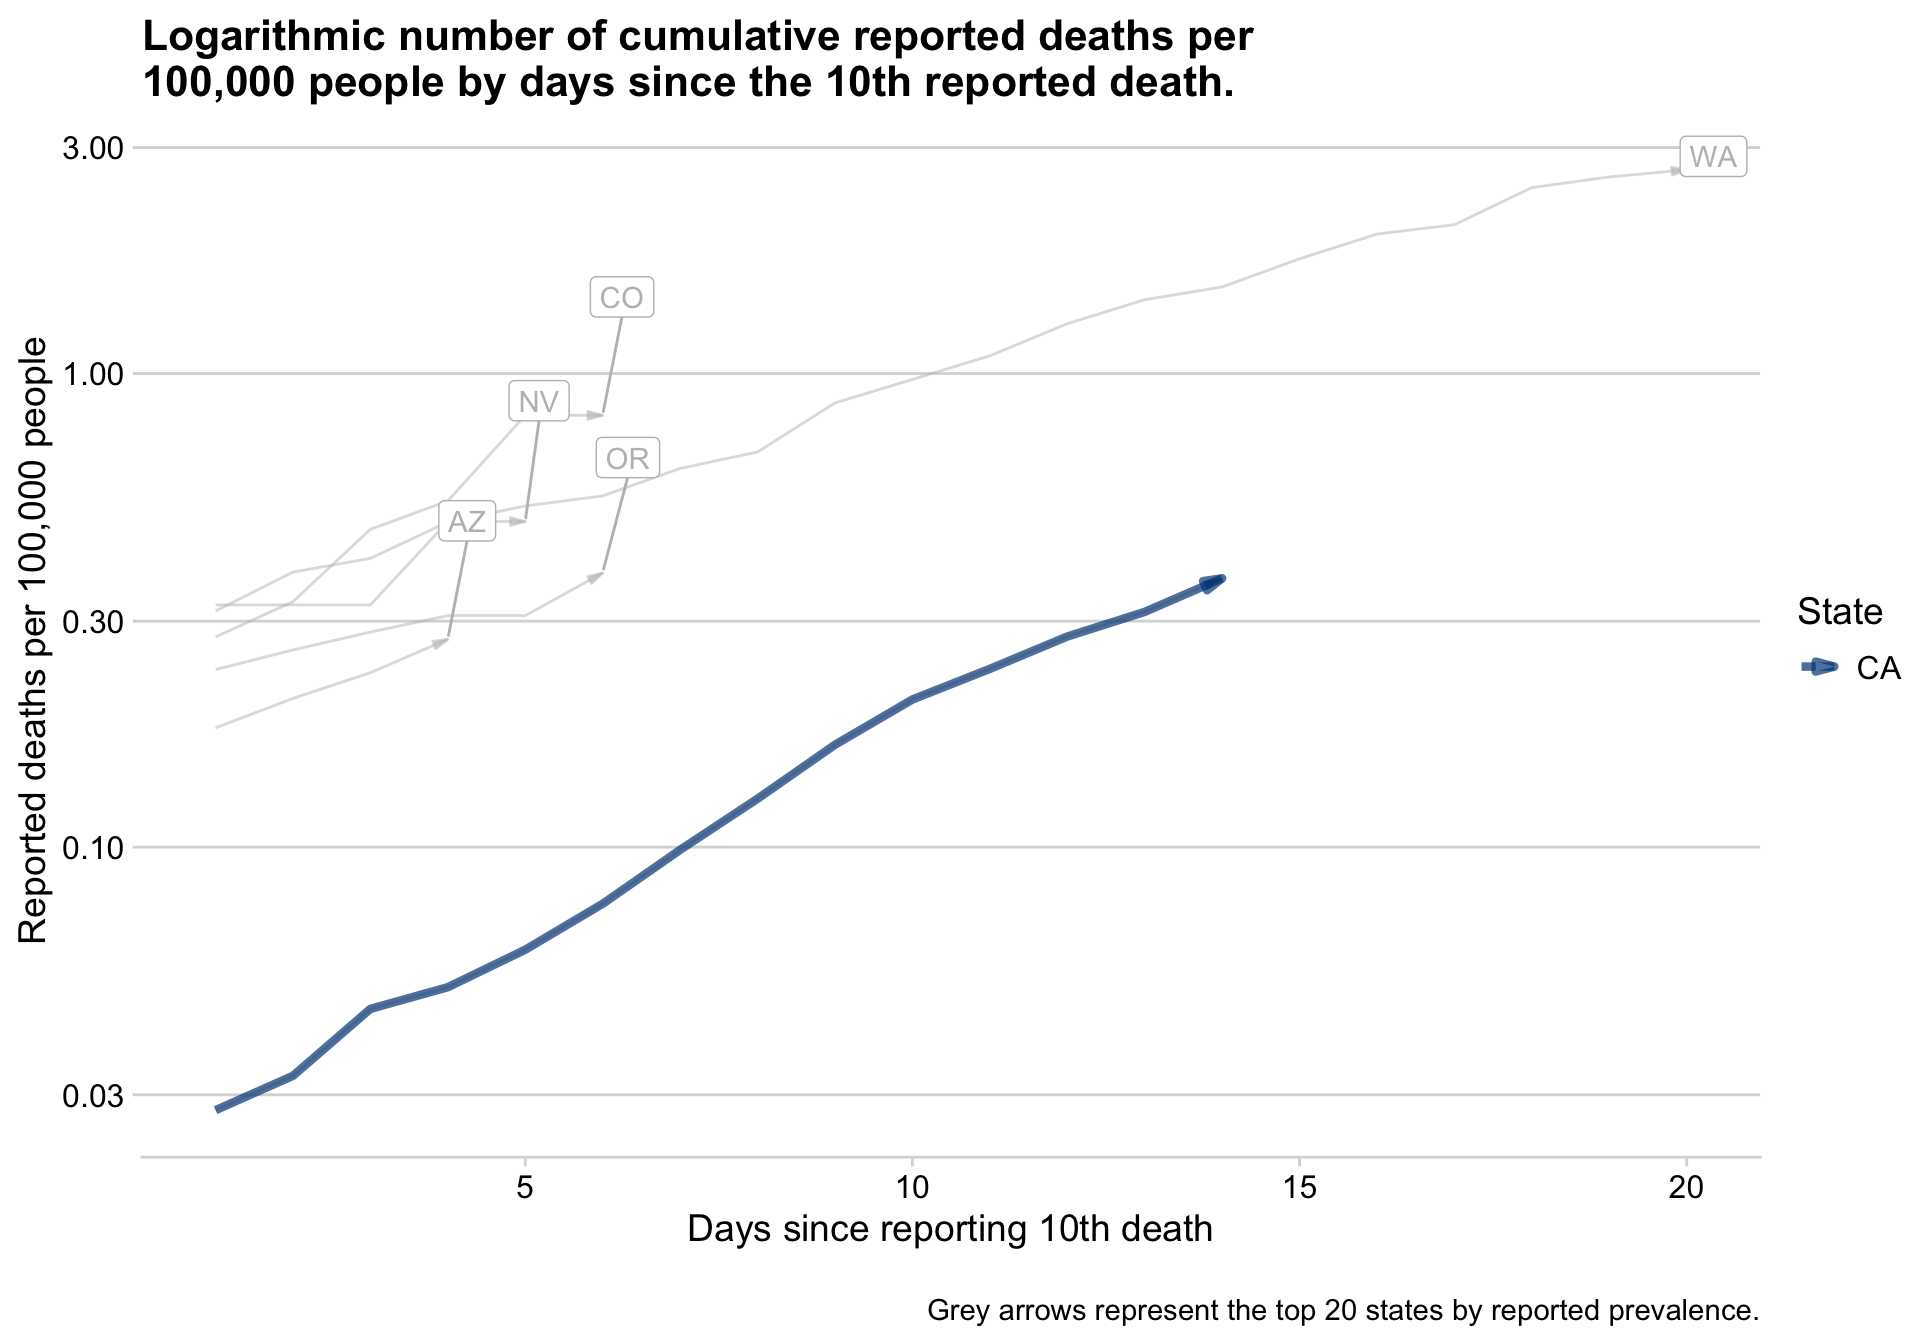 Logarithmic number of cumulative reported deaths per
100,000 people by days since the 10th reported death.
Reported deaths per 100,000 people
3.00
1.00
0.30
0.10
0.03
WA
CO
NV
OR
AZ
State
CA
5
10
15
20
Days since reporting 10th death
Grey arrows represent the top 20 states by reported prevalence.